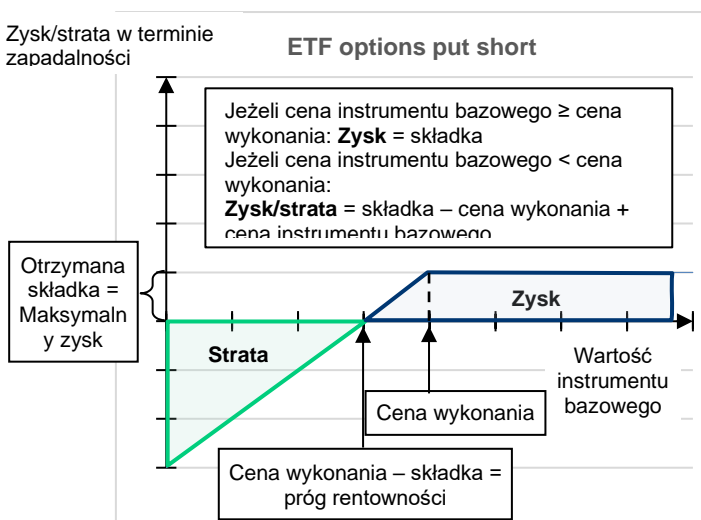 Zysk/strata w terminie
zapadalności
ETF options put short
Jeżeli cena instrumentu bazowego ≥ cena
wykonania: Zysk = składka
Jeżeli cena instrumentu bazowego < cena
wykonania:
Zysk/strata = składka – cena wykonania +
cena instrumentu bazowego
Otrzymana
składka =
Maksymaln
y zysk
Zysk
Strata
Wartość
instrumentu
bazowego
Cena wykonania
Cena wykonania – składka =
próg rentowności